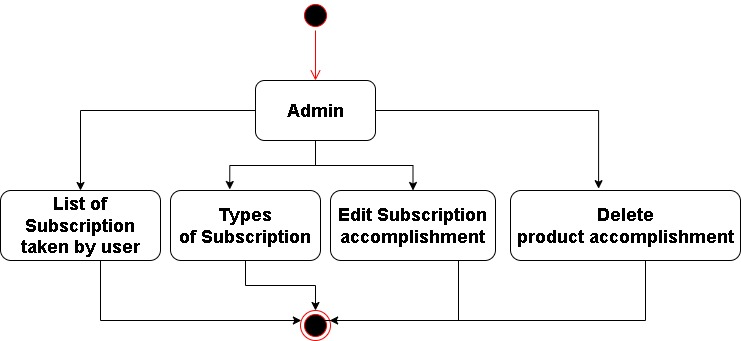 Admin
List of
Subscription
taken by user
Types
of Subscription
Edit Subscription
accomplishment
Delete
product accomplishment